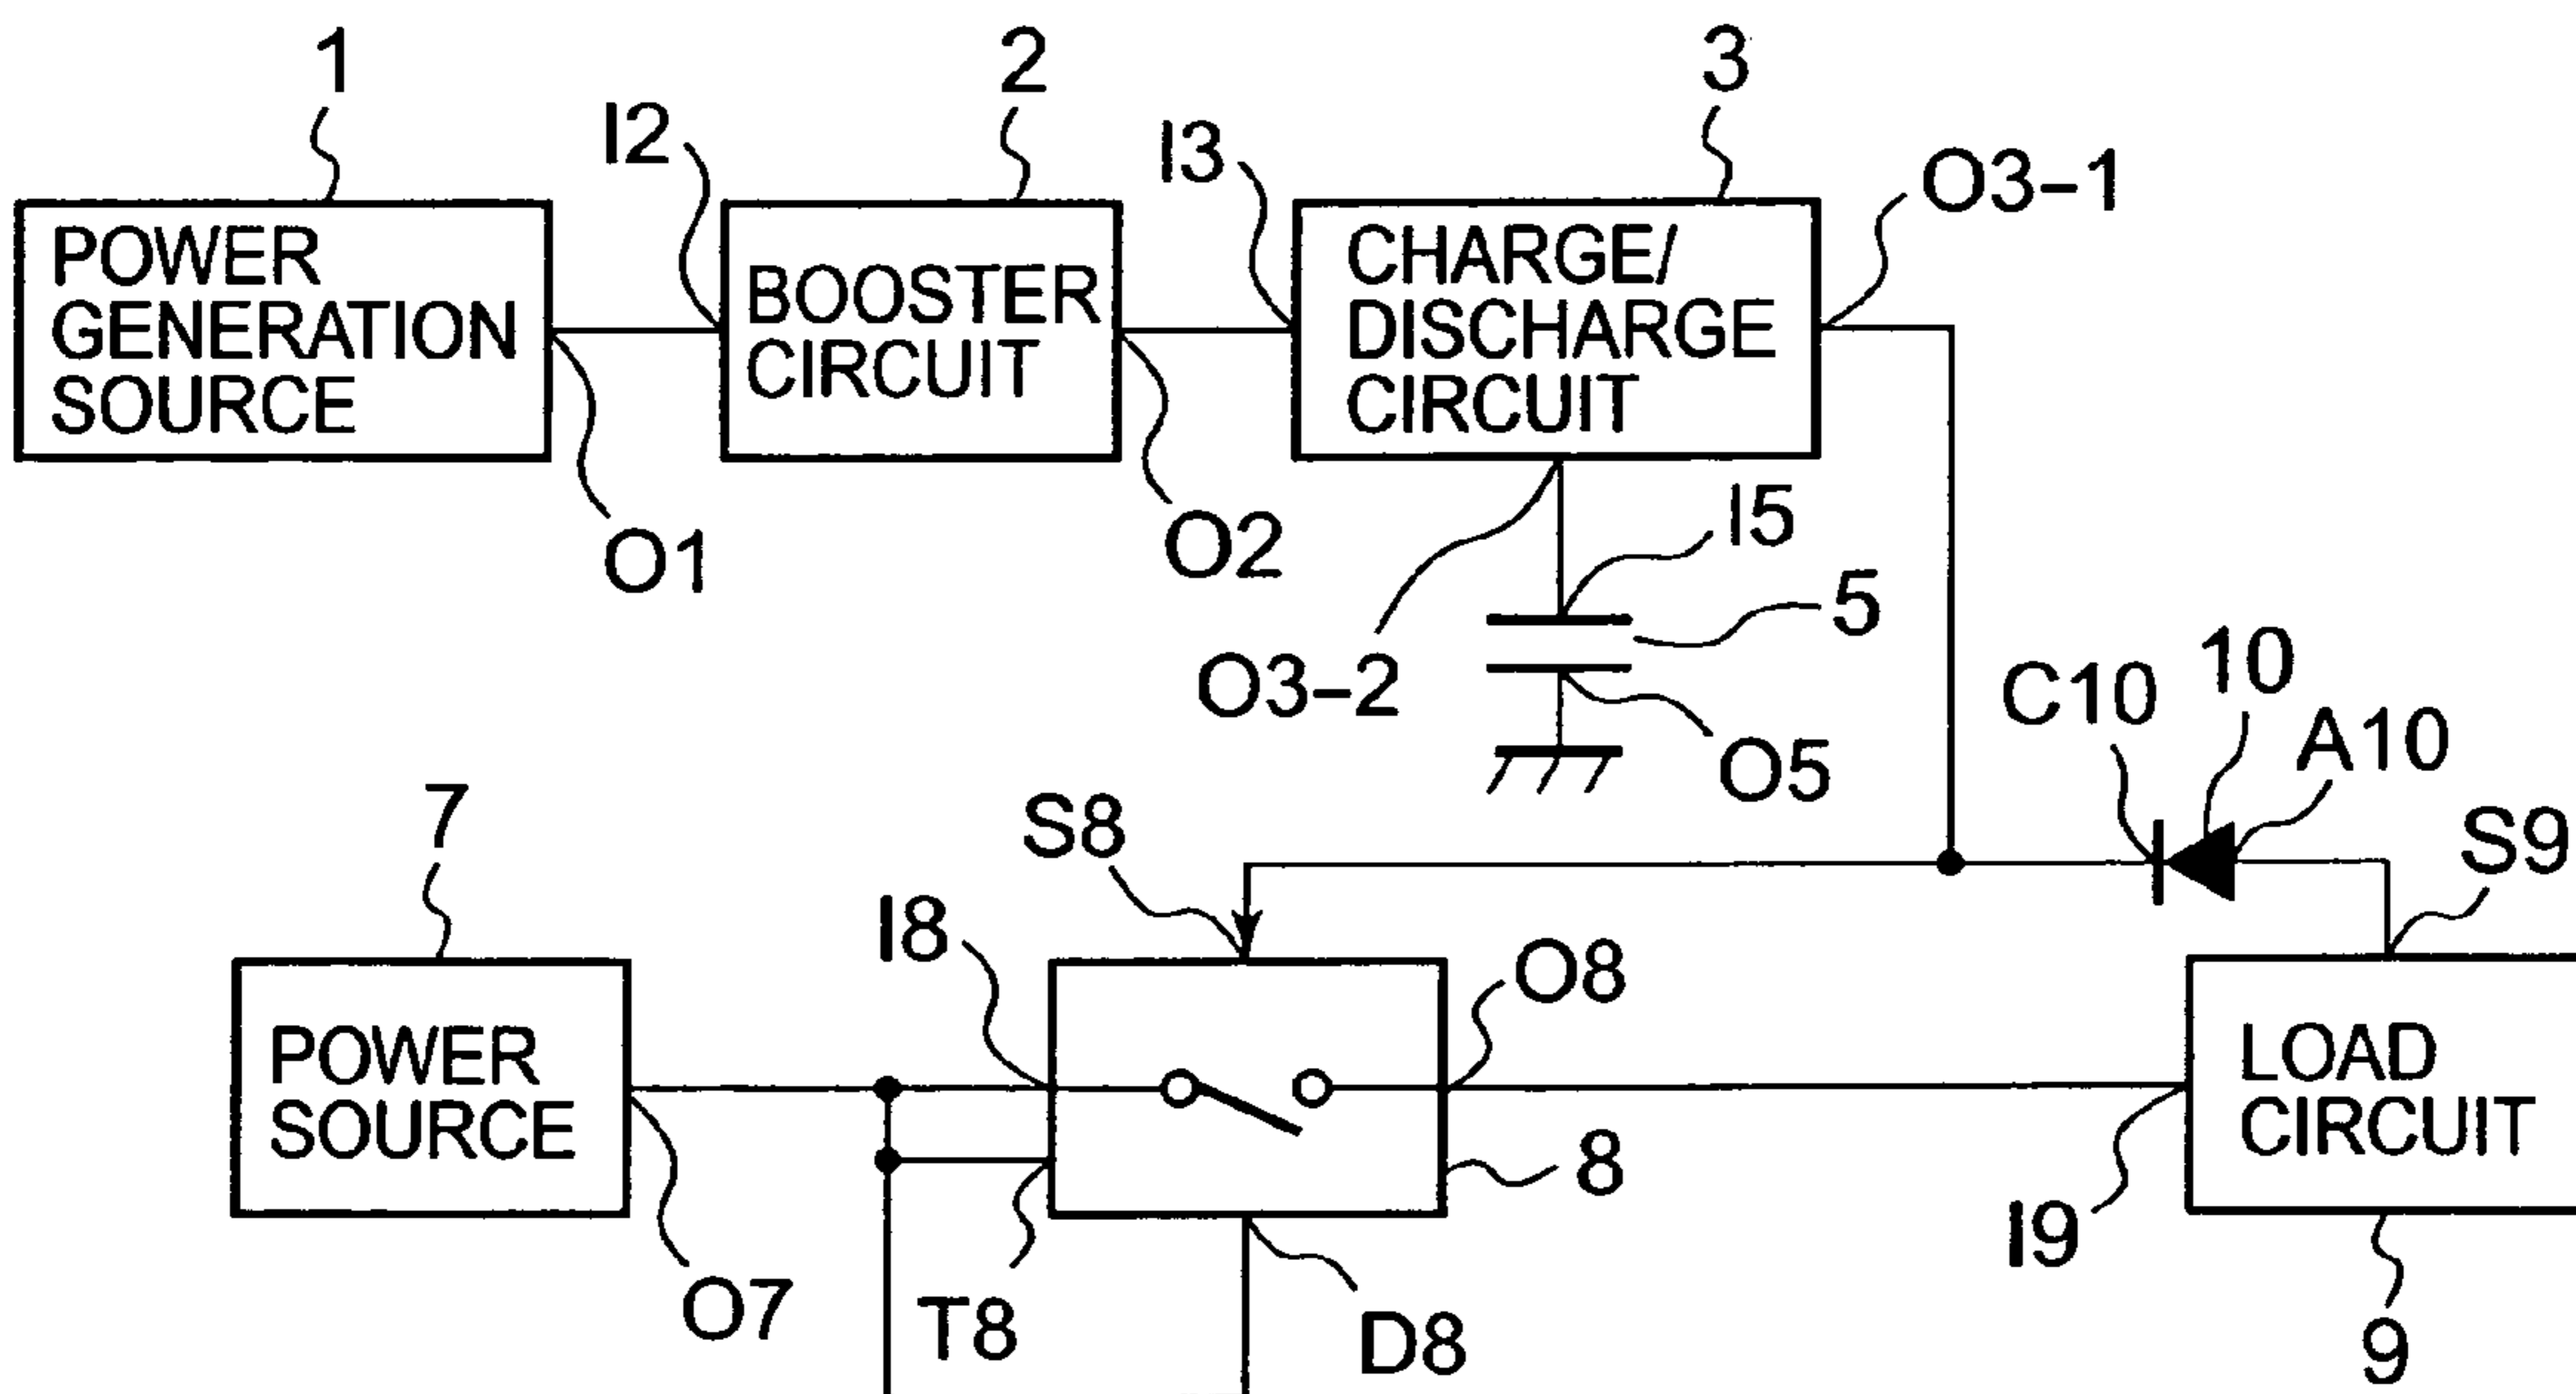 1
2
3
I2
I3
O3-1
POWER
GENERATION
SOURCE
BOOSTER
CIRCUIT
CHARGE/
DISCHARGE
CIRCUIT
O1
O2
I5
5
O3-2
O5
C10
10
A10
7
S8
S9
I8
O8
POWER
SOURCE
LOAD
CIRCUIT
8
I9
O7
T8
D8
9